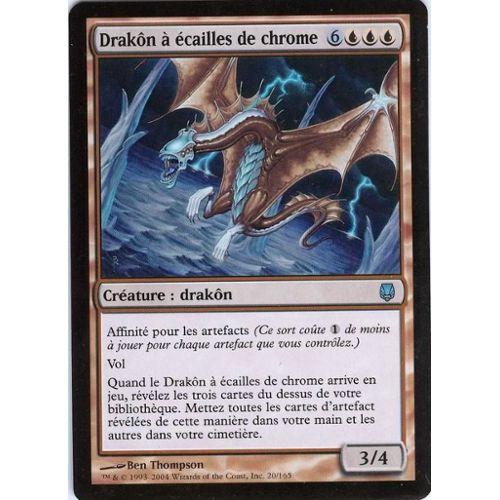 Drakôn à écailles de chrome 6
Créature : drakôn
Affinité pour les artefacts (Ce sort coûte 1 de moins
à jouer pour chaque artefact que vous contrôlez.)
Vol
Quand le Drakôn à écailles de chrome arrive en
jeu, révélez les trois cartes du dessus de votre
bibliothèque. Mettez toutes les cartes d'artefact
révélées de cette manière dans votre main et les
autres dans votre cimetière.
3/4
Ben Thompson
™ & © 1993-2004 Wizards of the Coast, Inc. 20/165